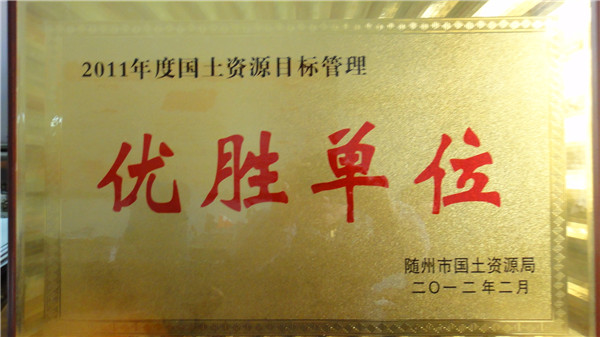 2011年度国土资源目标管理
优胜单位
随州市国土资源局
二〇一二年二月